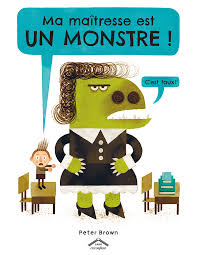 Ma maîtresse est
UN MONSTRE !
C'est faux!
Peter Brown